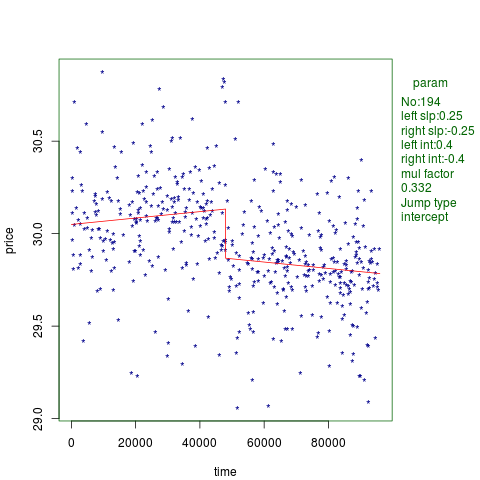 param
No:194
left slp:0.25
right slp:-0.25
left int:0.4
right int:-0.4
mul factor
0.332
Jump type
intercept
price
30.5
30.0
29.5
29.0
0 20000 40000 60000 80000
time